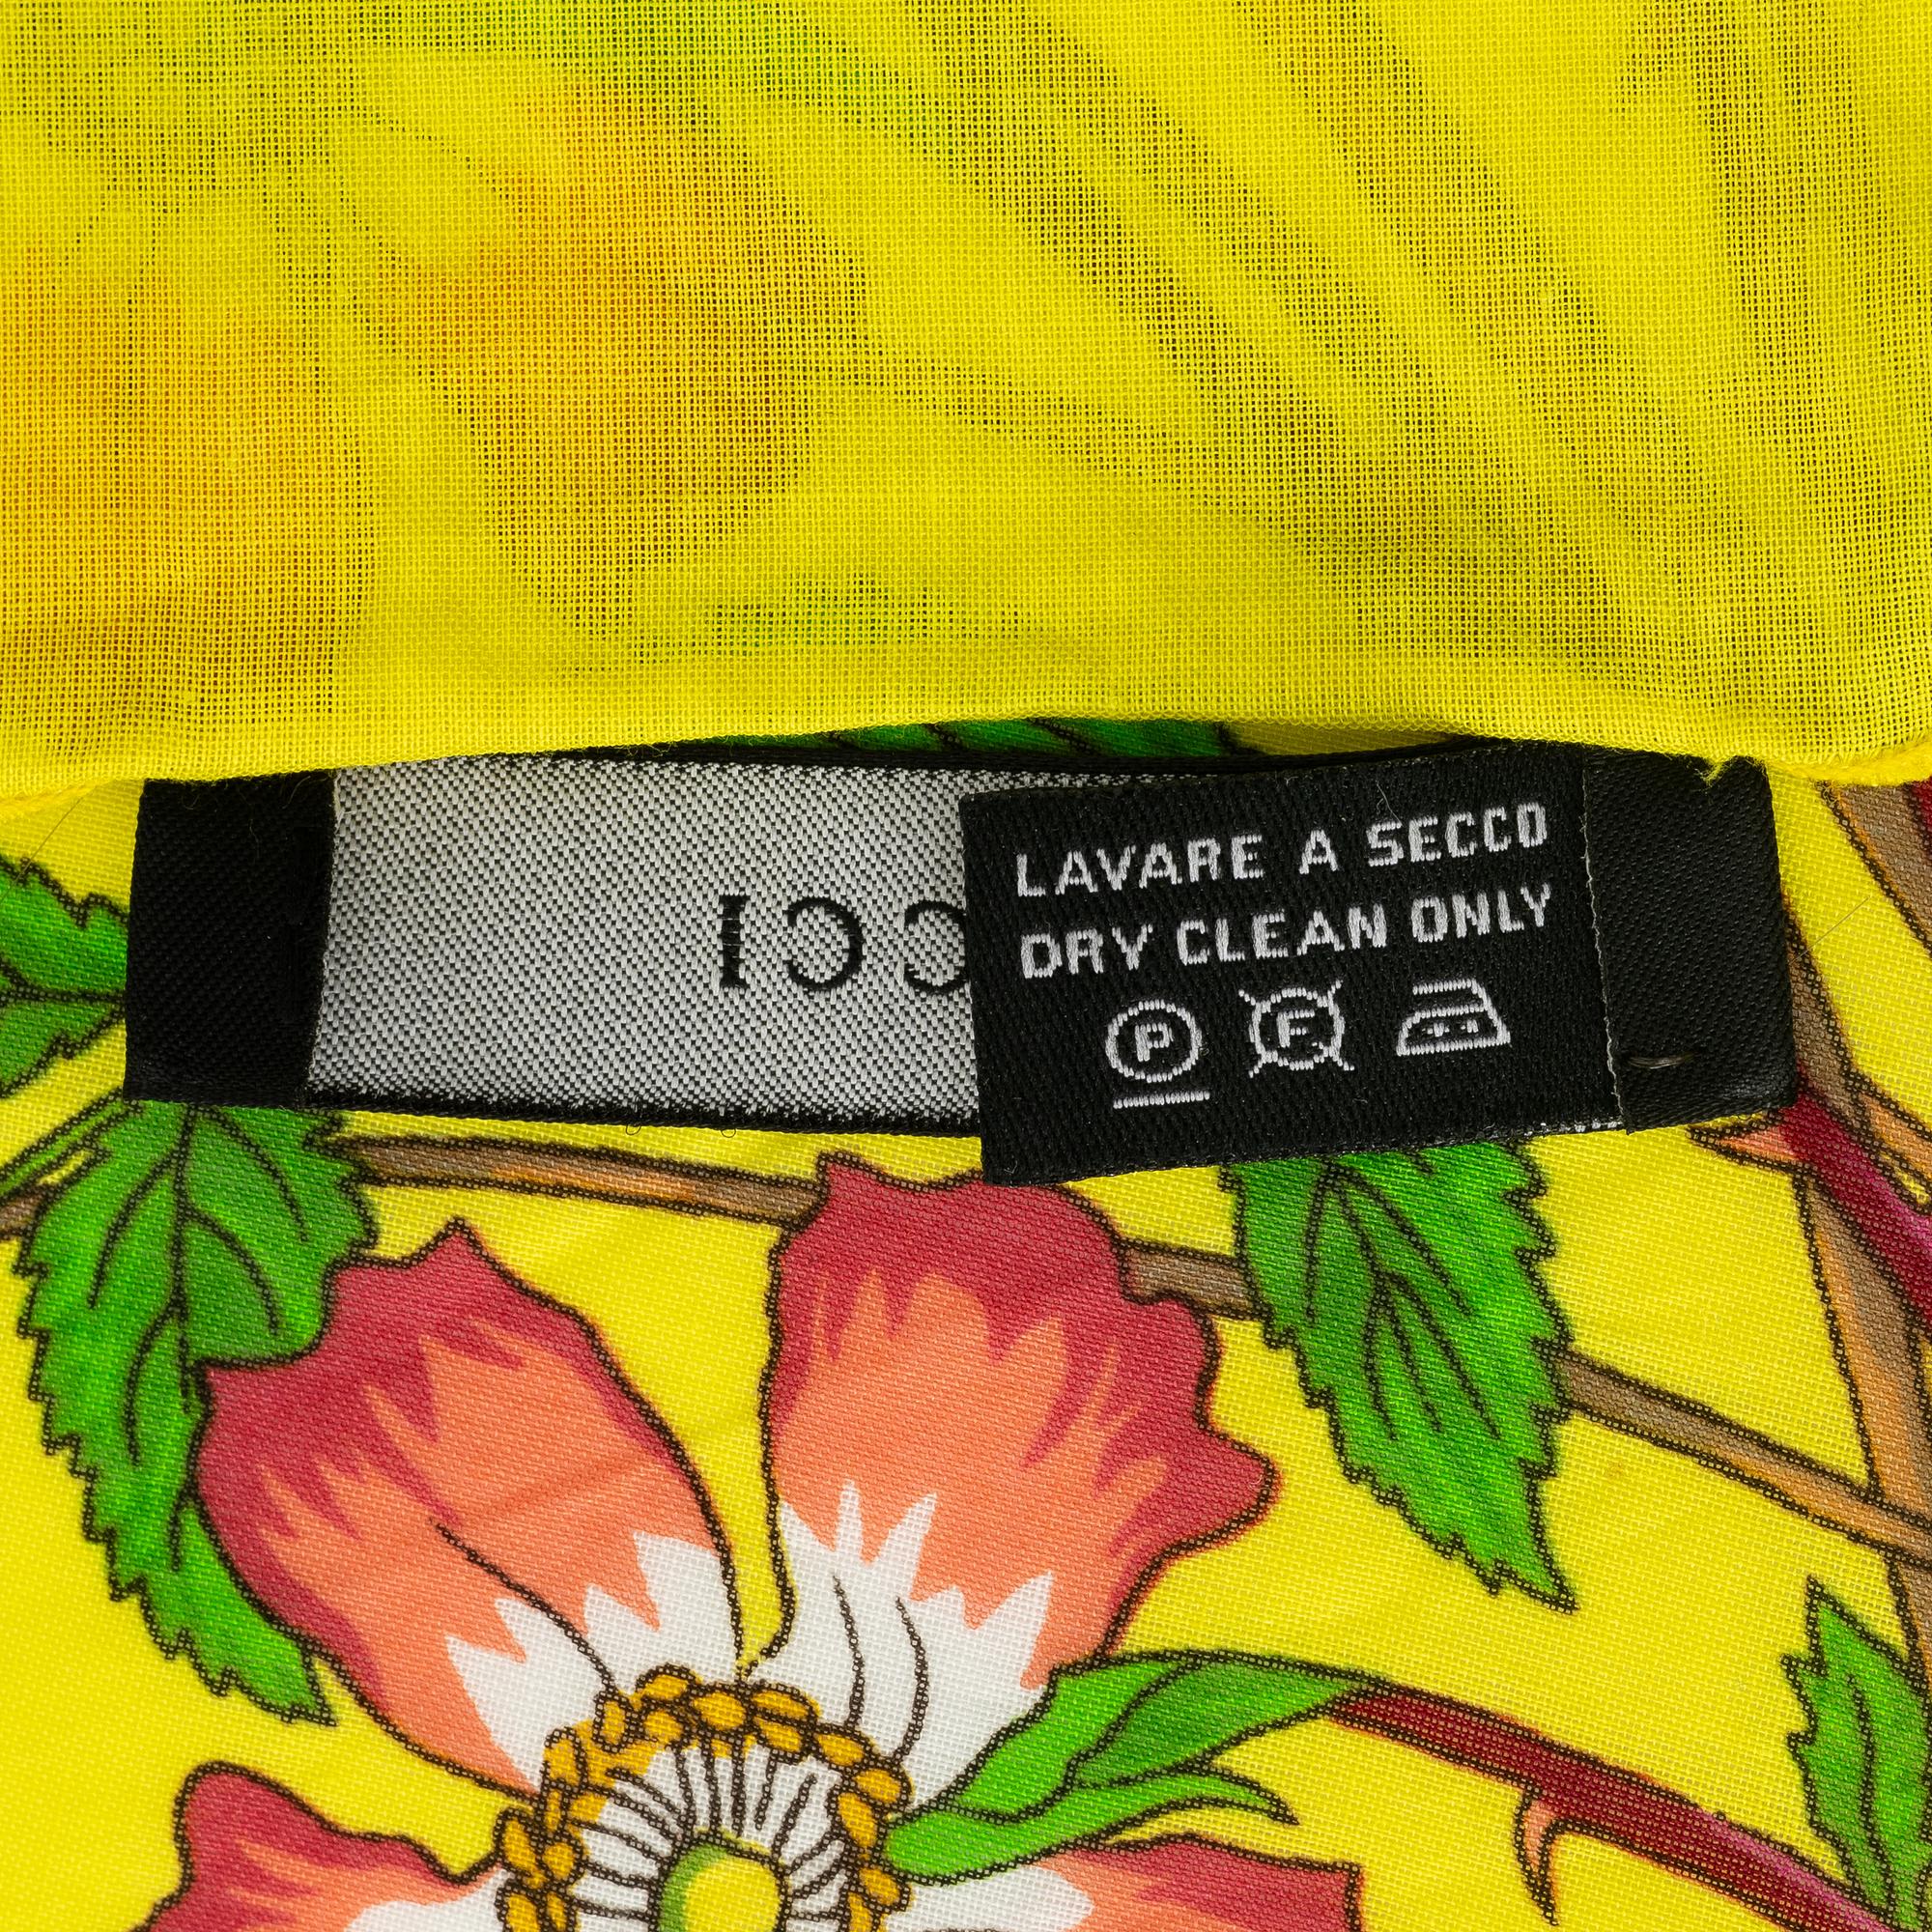 CCI
LAVARE A SECCO
DRY CLEAN ONLY
P F